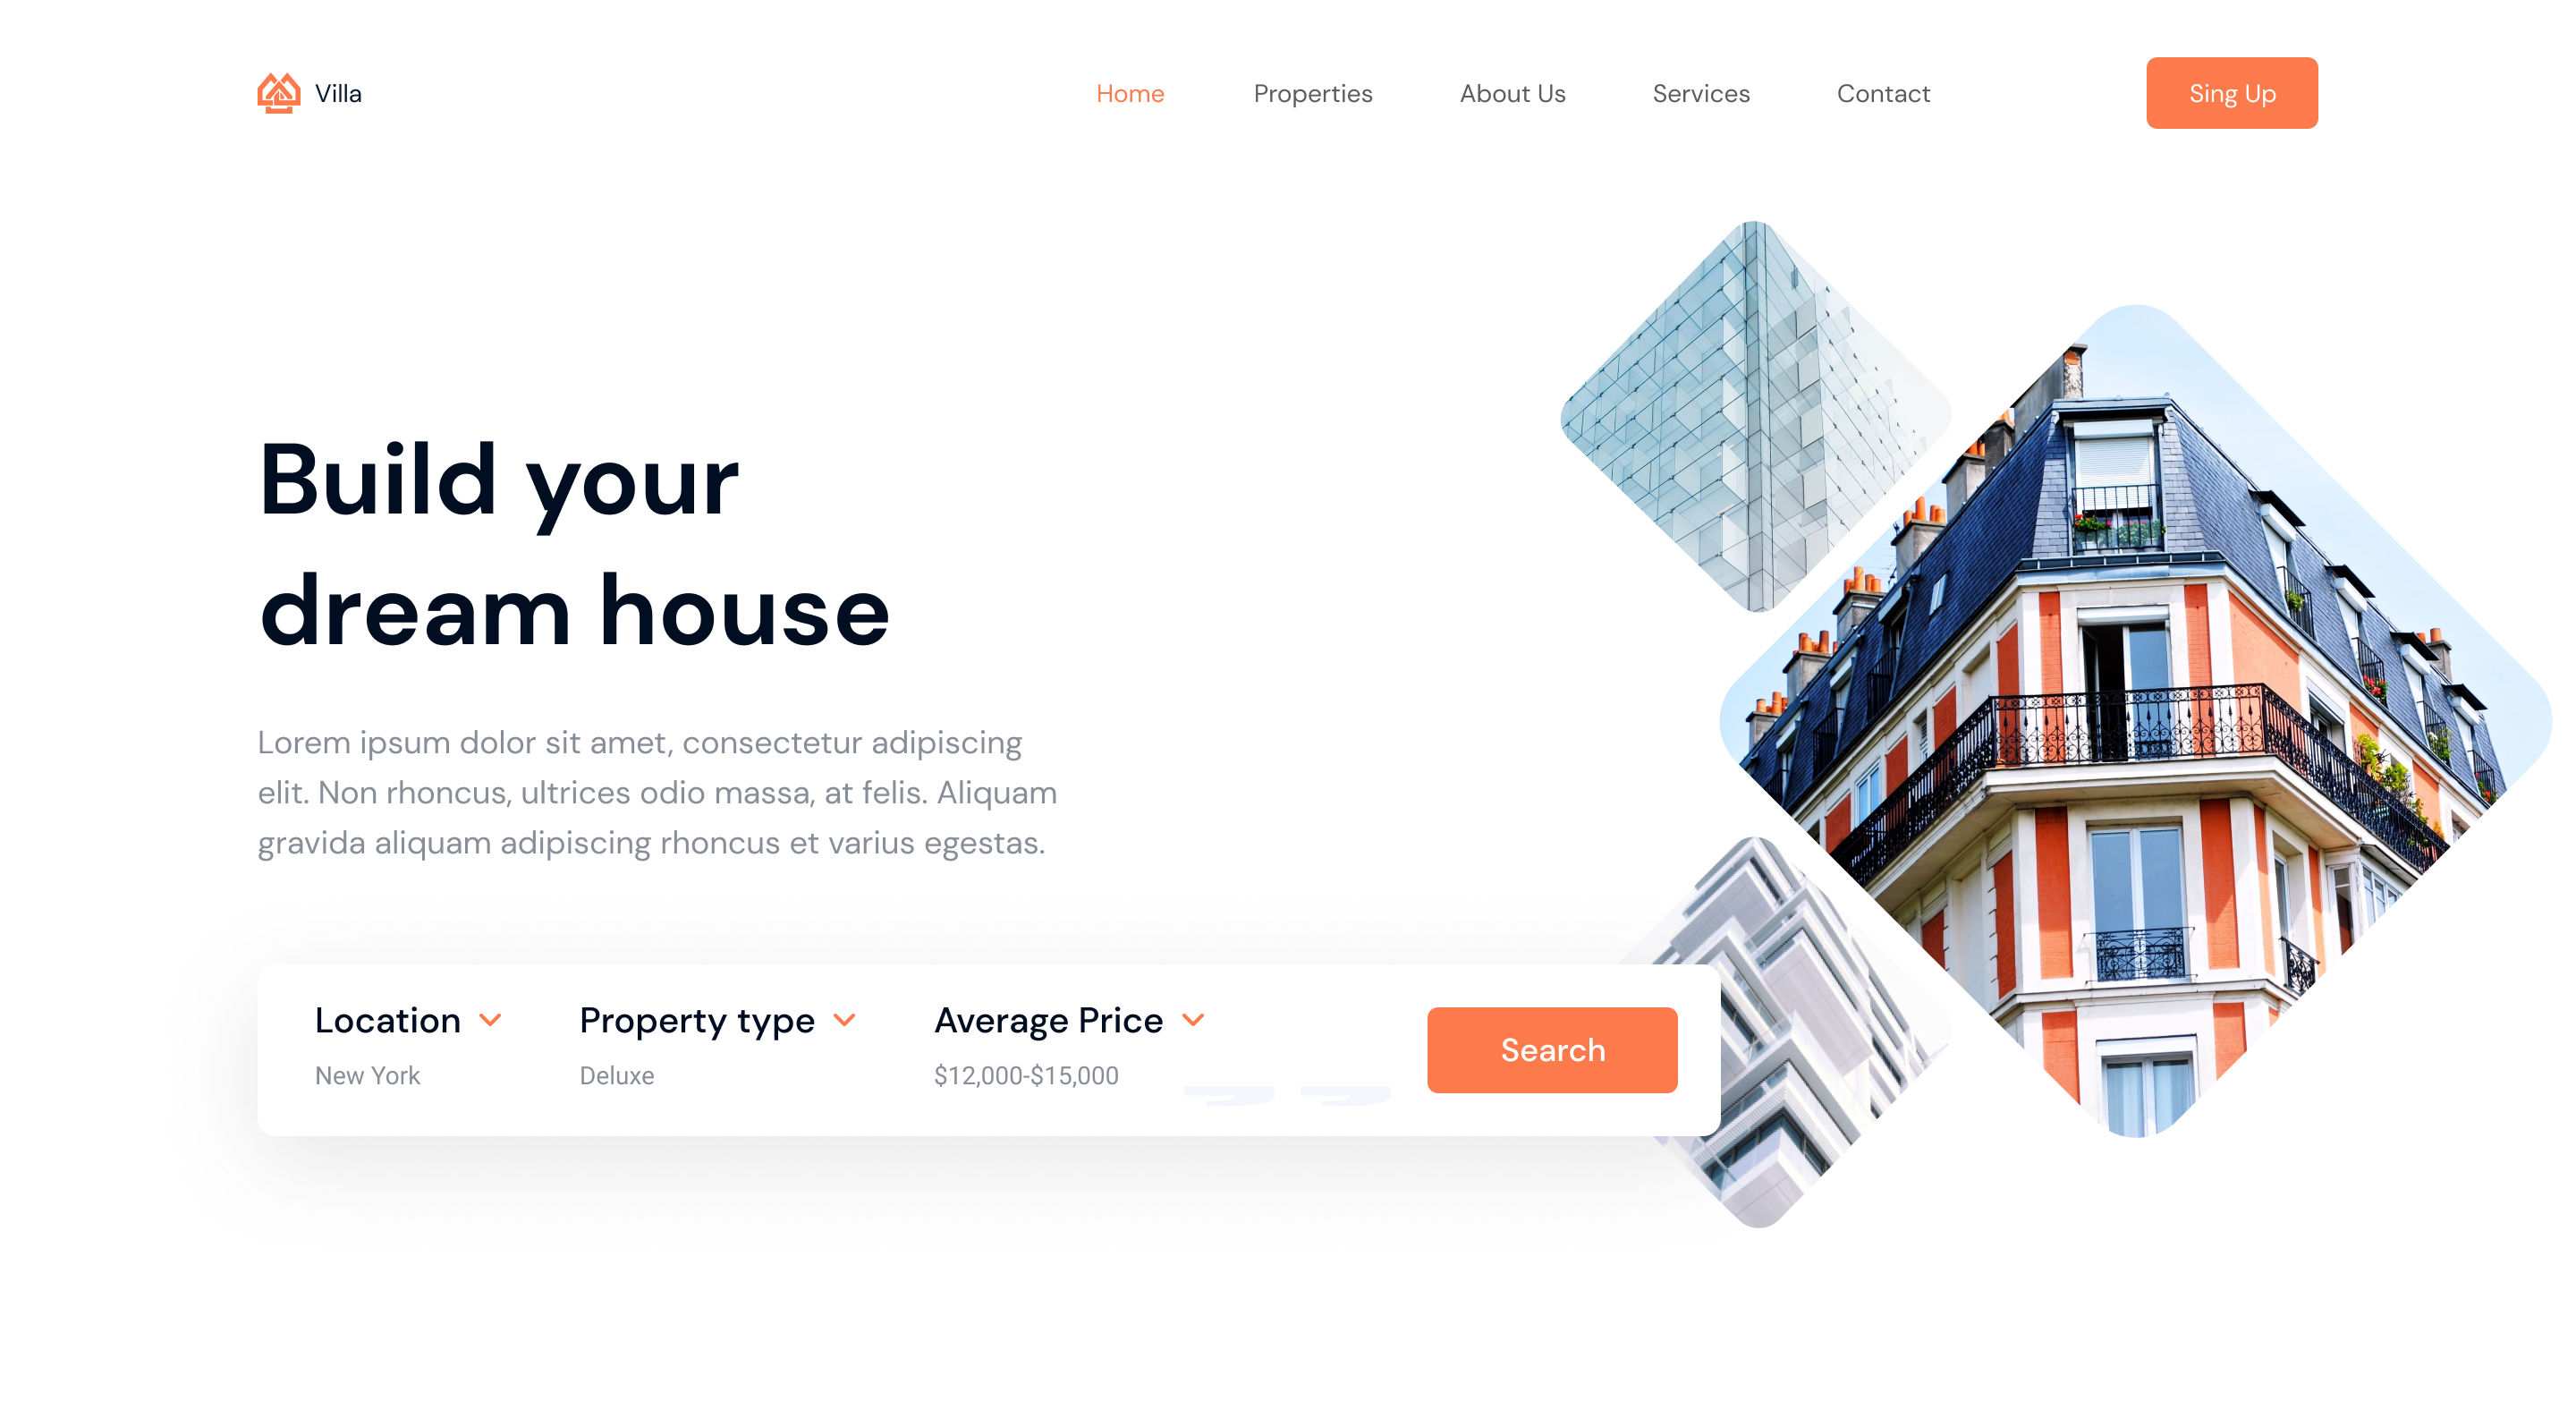 Villa
Home Properties About Us Services Contact
Sing Up
Build your
dream house
Lorem ipsum dolor sit amet, consectetur adipiscing
elit. Non rhoncus, ultrices odio massa, at felis. Aliquam
gravida aliquam adipiscing rhoncus et varius egestas.
Location Property type Average Price
New York Deluxe $12,000-$15,000
Search